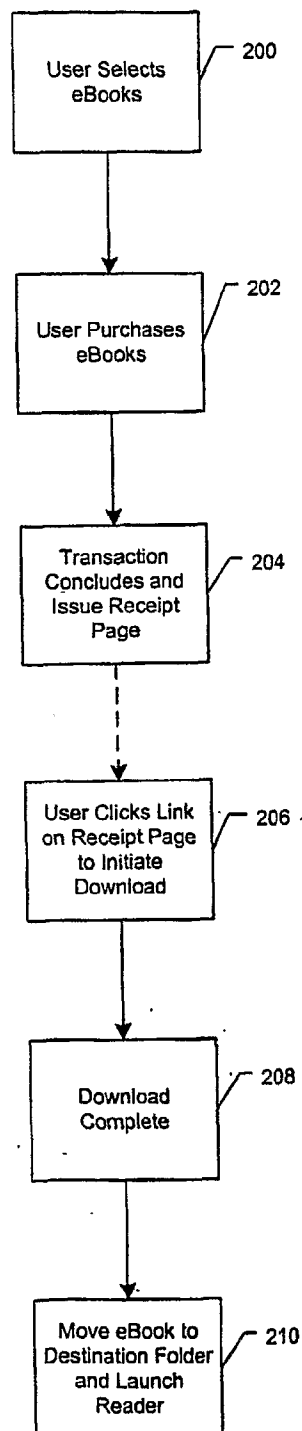 User Selects
eBooks
200
User Purchases
eBooks
202
Transaction
Concludes and
Issue Receipt
Page
204
User Clicks Link
on Receipt Page
to Initiate
Download
206
Download
Complete
208
Move eBook to
Destination Folder
and Launch
Reader
210